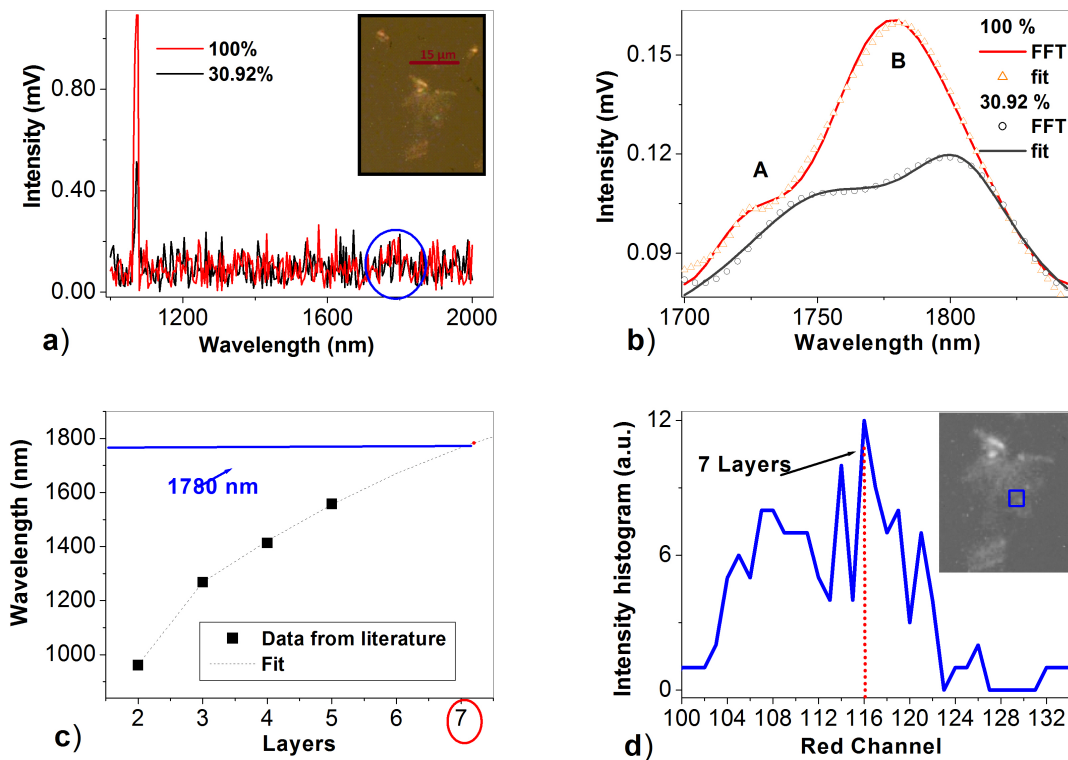 100%
30.92%
15 µm
0.80
0.40
0.00
Intensity (mV)
1200
1600
2000
Wavelength (nm)
a)
0.15
0.12
0.09
Intensity (mV)
A
B
100 %
FFT
fit
30.92 %
FFT
fit
1700
1750
1800
Wavelength (nm)
b)
1800
1600
1400
1200
1000
Wavelength (nm)
1780 nm
Data from literature
Fit
2
3
4
5
6
7
Layers
c)
12
6
0
Intensity histogram (a.u.)
7 Layers
100
104
108
112
116
120
124
128
132
Red Channel
d)